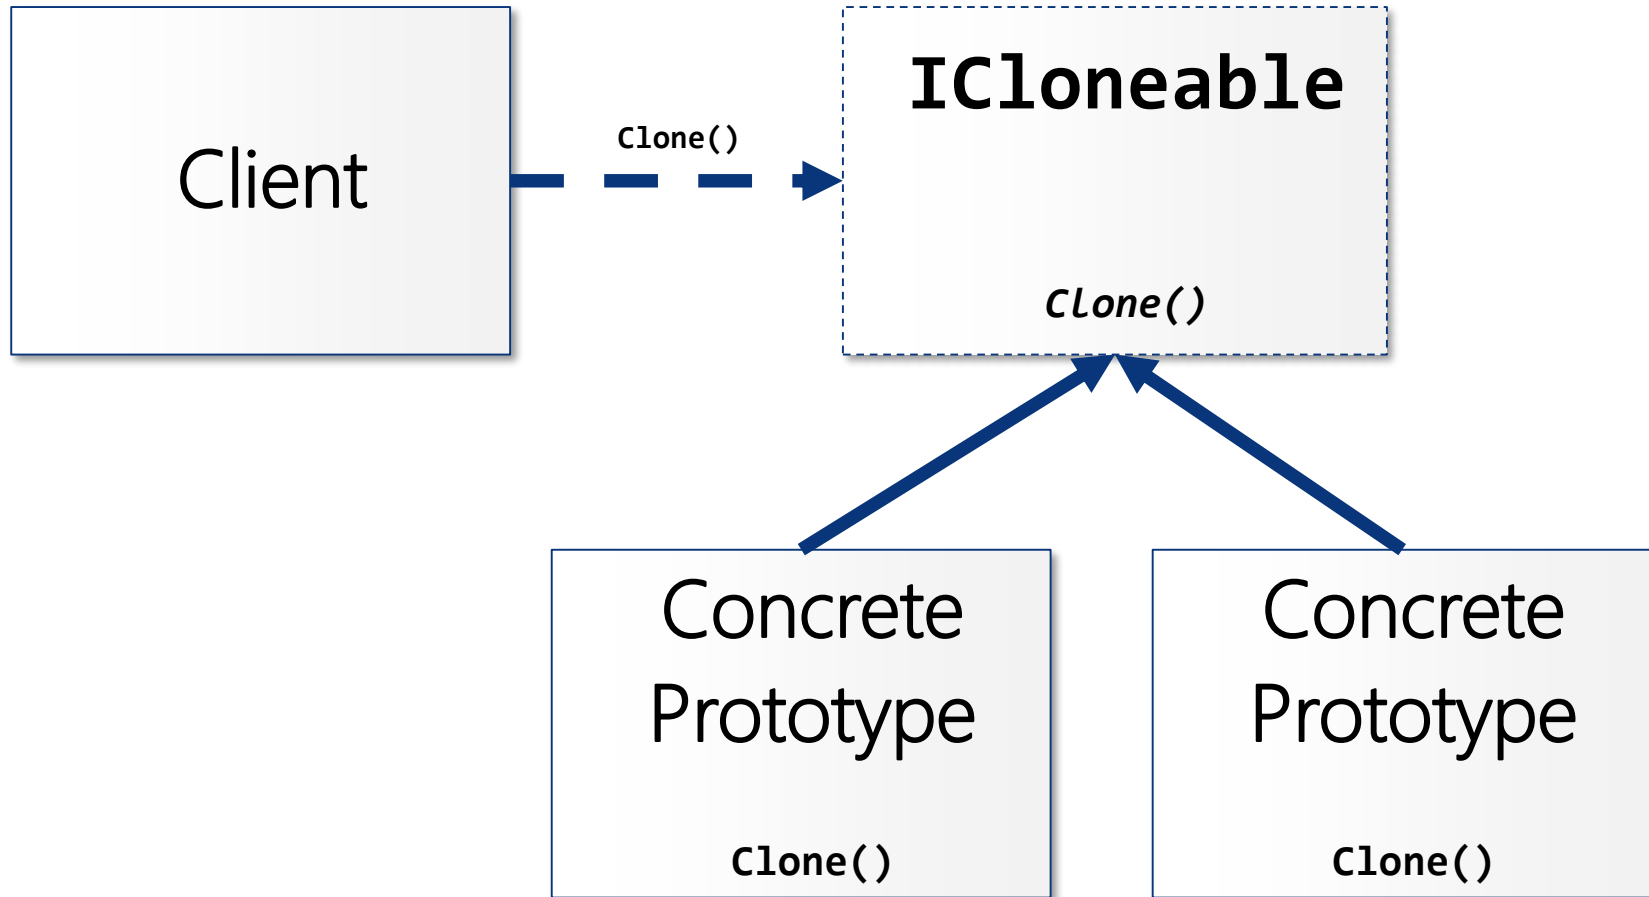 Client
Clone()
ICloneable
Clone()
Concrete
Prototype
Clone()
Concrete
Prototype
Clone()